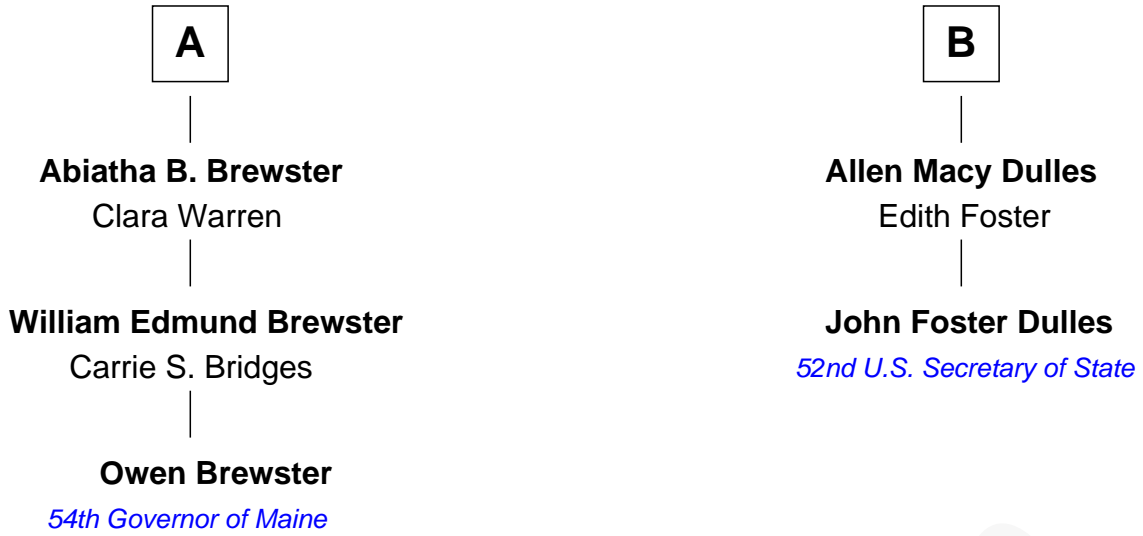 A
Abiatha B. Brewster
Clara Warren
William Edmund Brewster
Carrie S. Bridges
Owen Brewster
54th Governor of Maine
B
Allen Macy Dulles
Edith Foster
John Foster Dulles
52nd U.S. Secretary of State